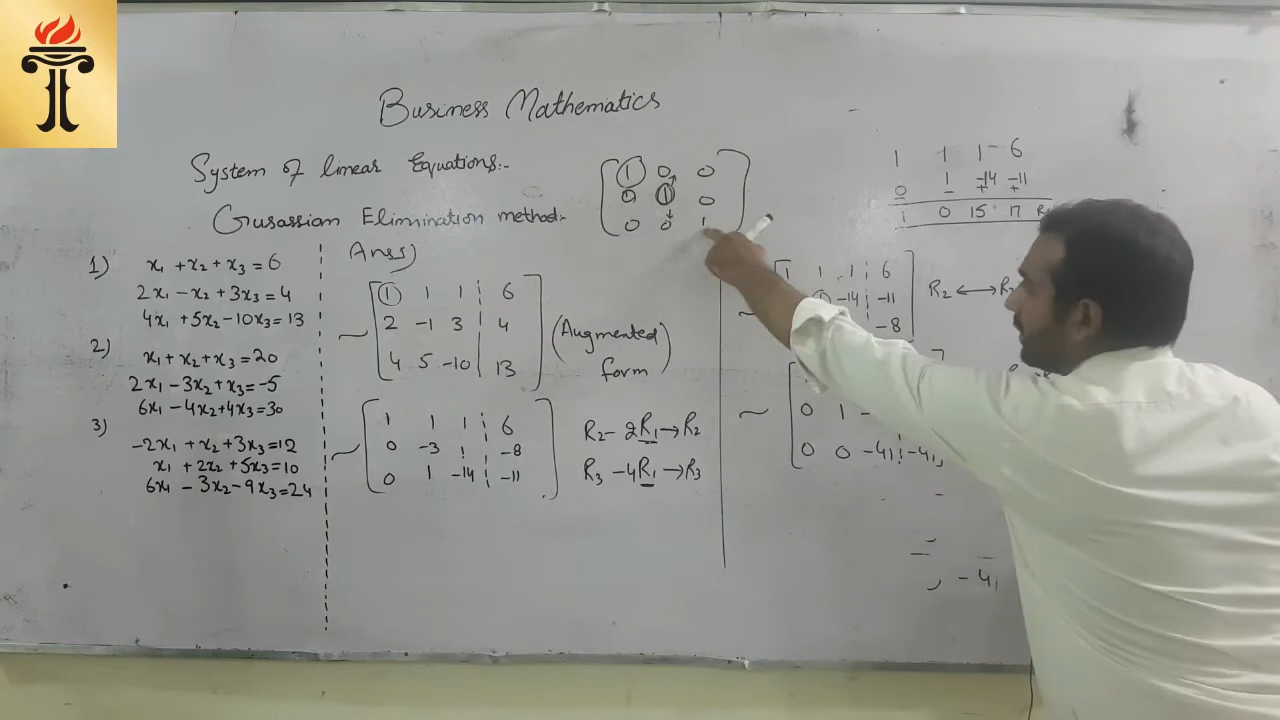 Business Mathematics
System of linear Equations:-
Gusassian Elimination method:-
1) x₁ + x₂ + x₃ = 6
2x₁ - x₂ + 3x₃ = 4
4x₁ + 5x₂ - 10x₃ = 13
2) x₁ + x₂ + x₃ = 20
2x₁ - 3x₂ + x₃ = -5
6x₁ - 4x₂ + 4x₃ = 30
3) -2x₁ + x₂ + 3x₃ = 12
x₁ + 2x₂ + 5x₃ = 10
6x₁ - 3x₂ - 9x₃ = 24
Ans)
1 1 1 6
2 -1 3 4
4 5 -10 13
(Augmented form)
1 1 1 6
0 -3 1 -8
0 1 -14 -11
R₂ - 2R₁ → R₂
R₃ - 4R₁ → R₃
1 0 0
0 1 0
0 0 1
1 1 1 6
0 1 -14 -11
1 0 15 17
1 1 1 6
-14 -11
-8
R₂ ↔
0 1
0 0 -41 -41
-41